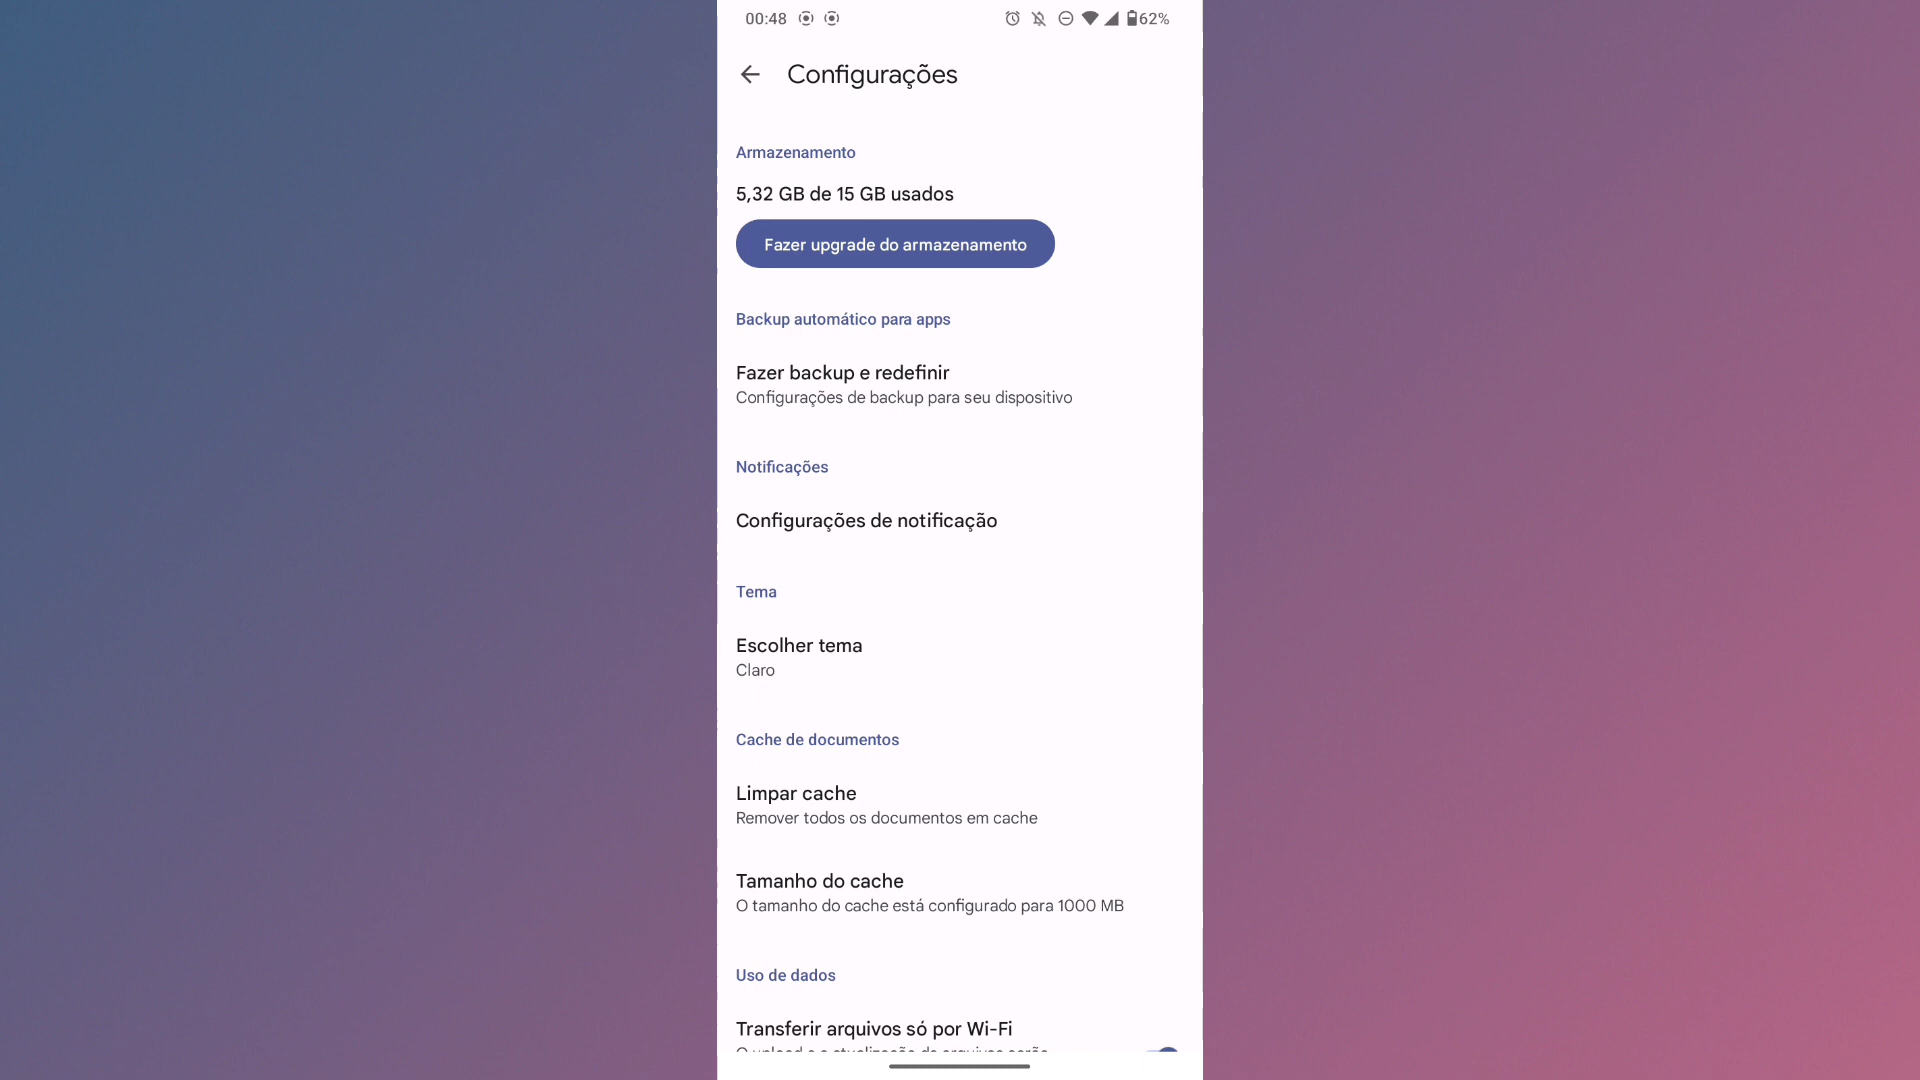 00:48
62%
Configurações
Armazenamento
5,32 GB de 15 GB usados
Fazer upgrade do armazenamento
Backup automático para apps
Fazer backup e redefinir
Configurações de backup para seu dispositivo
Notificações
Configurações de notificação
Tema
Escolher tema
Claro
Cache de documentos
Limpar cache
Remover todos os documentos em cache
Tamanho do cache
O tamanho do cache está configurado para 1000 MB
Uso de dados
Transferir arquivos só por Wi-Fi